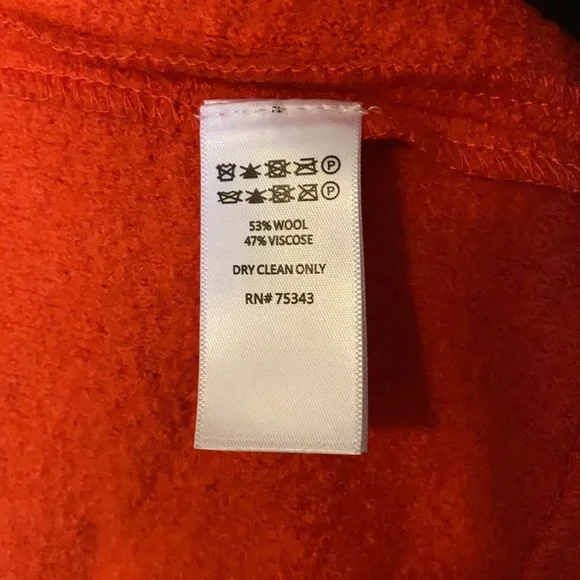 P
P
53% WOOL
47% VISCOSE
DRY CLEAN ONLY
RN# 75343